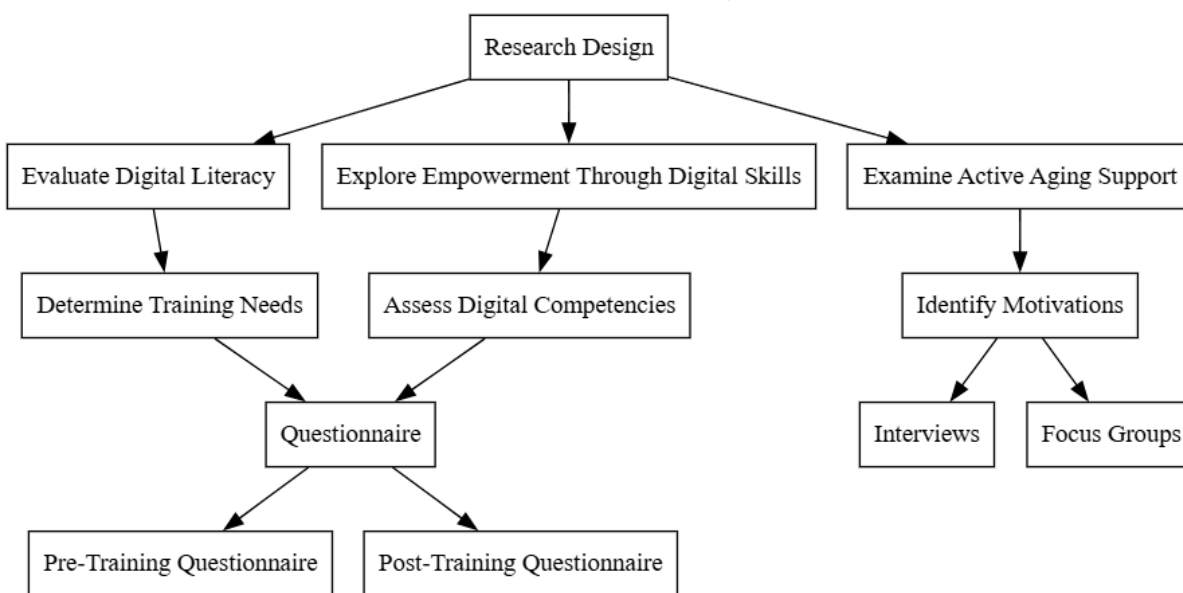 Research Design
Evaluate Digital Literacy
Explore Empowerment Through Digital Skills
Examine Active Aging Support
Determine Training Needs
Assess Digital Competencies
Identify Motivations
Questionnaire
Interviews
Focus Groups
Pre-Training Questionnaire
Post-Training Questionnaire